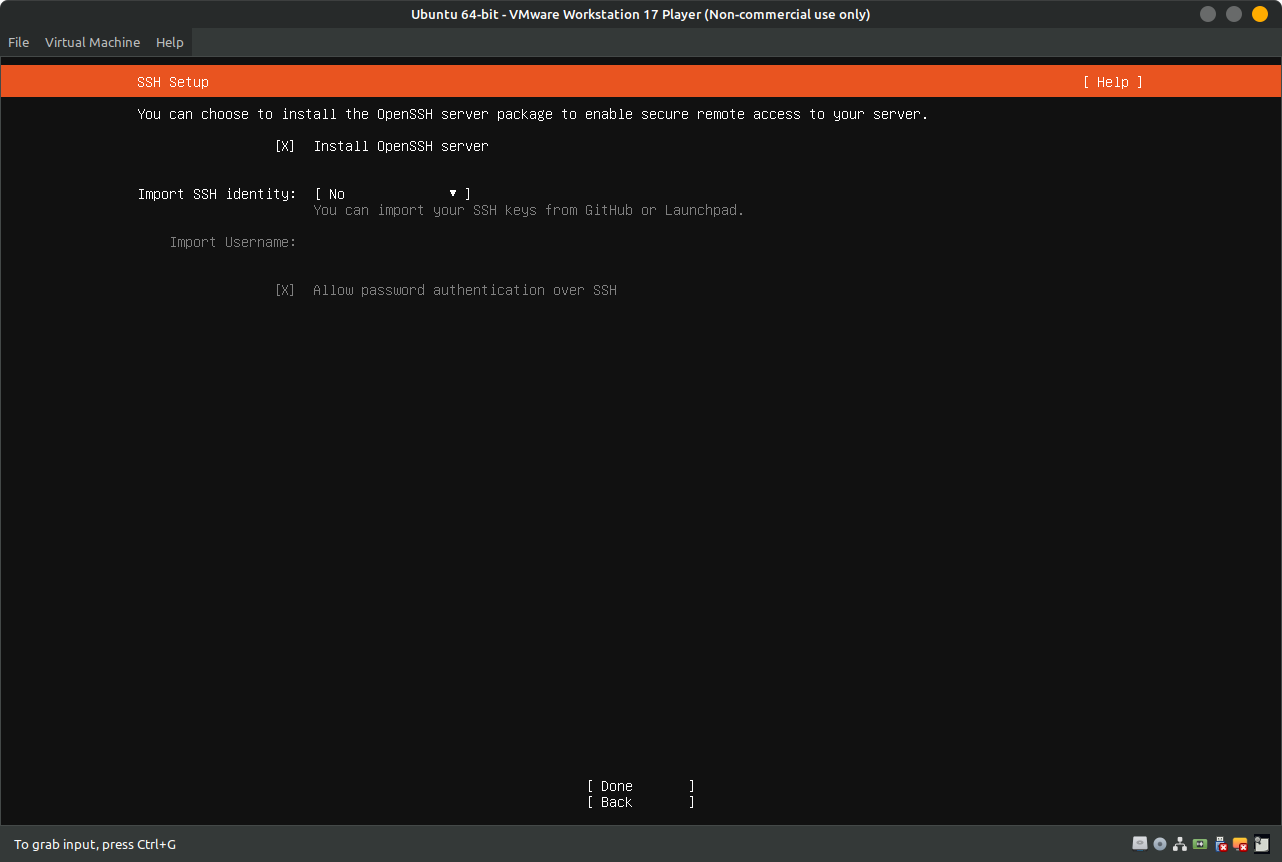 Ubuntu 64-bit - VMware Workstation 17 Player (Non-commercial use only)
File Virtual Machine Help
SSH Setup [ Help ]
You can choose to install the OpenSSH server package to enable secure remote access to your server.
[X] Install OpenSSH server
Import SSH identity: [ No ▾ ]
You can import your SSH keys from GitHub or Launchpad.
Import Username:
[X] Allow password authentication over SSH
[ Done ]
[ Back ]
To grab input, press Ctrl+G